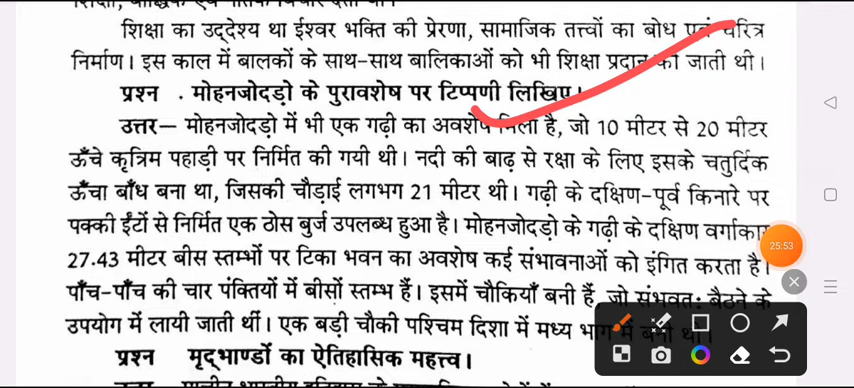 शिक्षा का उद्देश्य था ईश्वर भक्ति की प्रेरणा, सामाजिक तत्त्वों का बोध एवं चरित्र
निर्माण। इस काल में बालकों के साथ-साथ बालिकाओं को भी शिक्षा प्रदान की जाती थी।
प्रश्न . मोहनजोदड़ो के पुरावशेष पर टिप्पणी लिखिए।
उत्तर— मोहनजोदड़ो में भी एक गढ़ी का अवशेष मिला है, जो 10 मीटर से 20 मीटर
ऊँचे कृत्रिम पहाड़ी पर निर्मित की गयी थी। नदी की बाढ़ से रक्षा के लिए इसके चतुर्दिक
ऊँचा बाँध बना था, जिसकी चौड़ाई लगभग 21 मीटर थी। गढ़ी के दक्षिण-पूर्व किनारे पर
पक्की ईंटों से निर्मित एक ठोस बुर्ज उपलब्ध हुआ है। मोहनजोदड़ो के गढ़ी के दक्षिण वर्गाकार
27.43 मीटर बीस स्तम्भों पर टिका भवन का अवशेष कई संभावनाओं को इंगित करता है।
पाँच-पाँच की चार पंक्तियों में बीसों स्तम्भ हैं। इसमें चौकियाँ बनी हैं, जो संभवतः बैठने के
उपयोग में लायी जाती थीं। एक बड़ी चौकी पश्चिम दिशा में मध्य भाग में बनी थी।
प्रश्न मृद्भाण्डों का ऐतिहासिक महत्त्व।
25:53